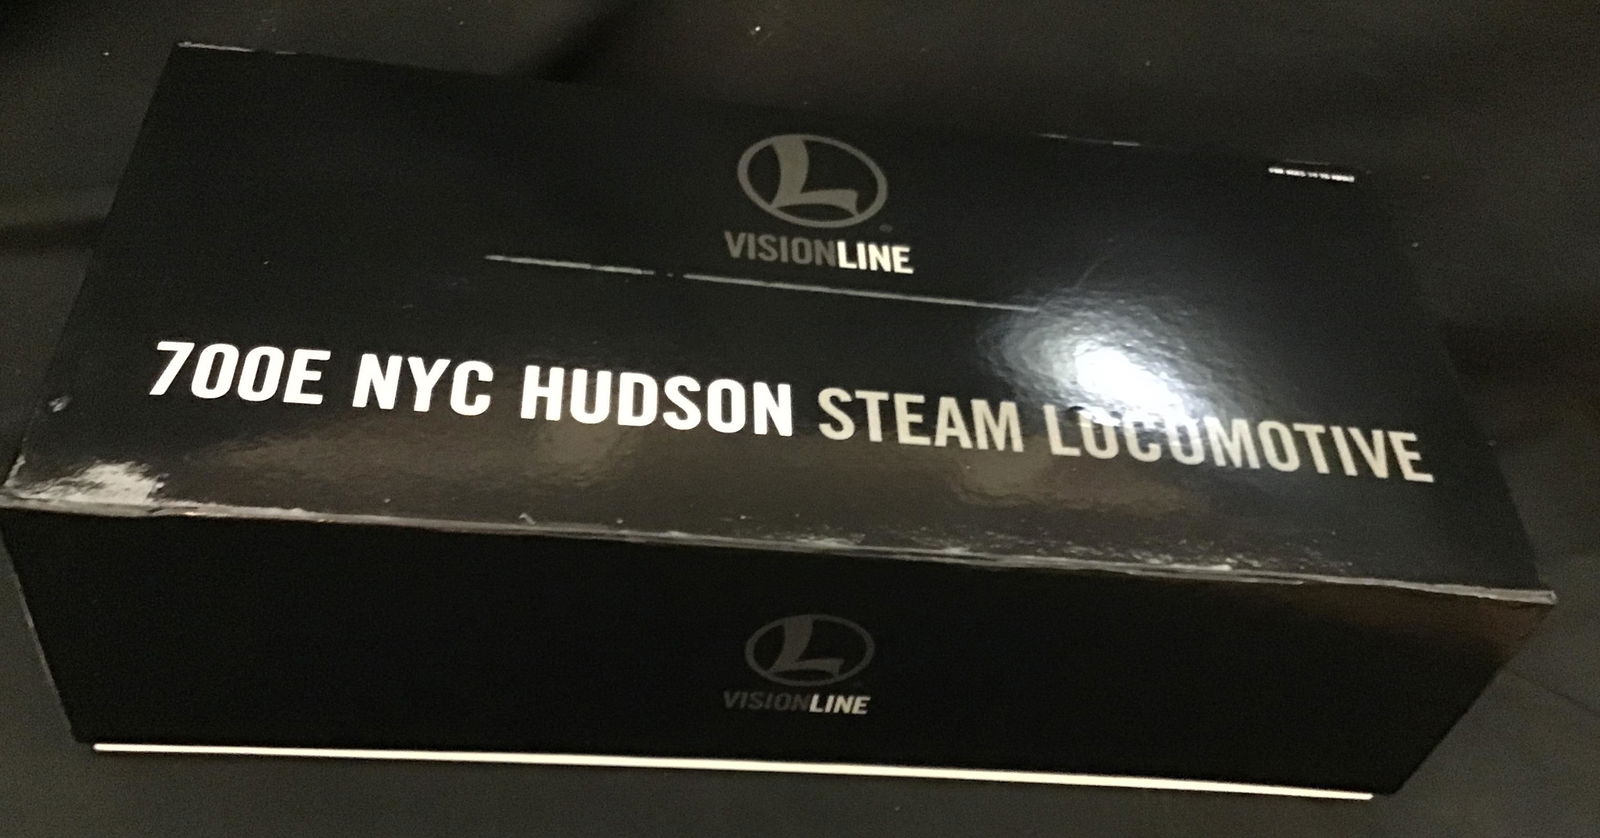 VISIONLINE
700E NYC HUDSON STEAM LOCOMOTIVE
VISIONLINE